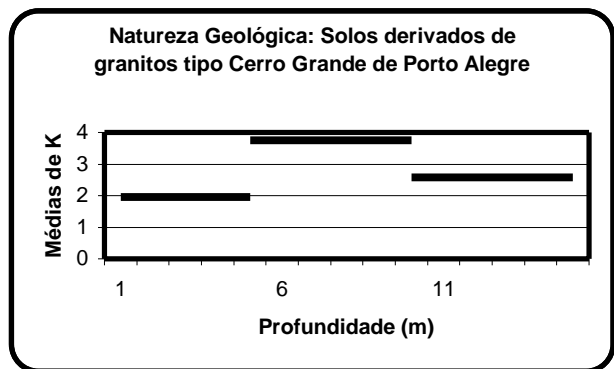 Natureza Geológica: Solos derivados de
granitos tipo Cerro Grande de Porto Alegre
Médias de K
4
3
2
1
0
1 6 11
Profundidade (m)